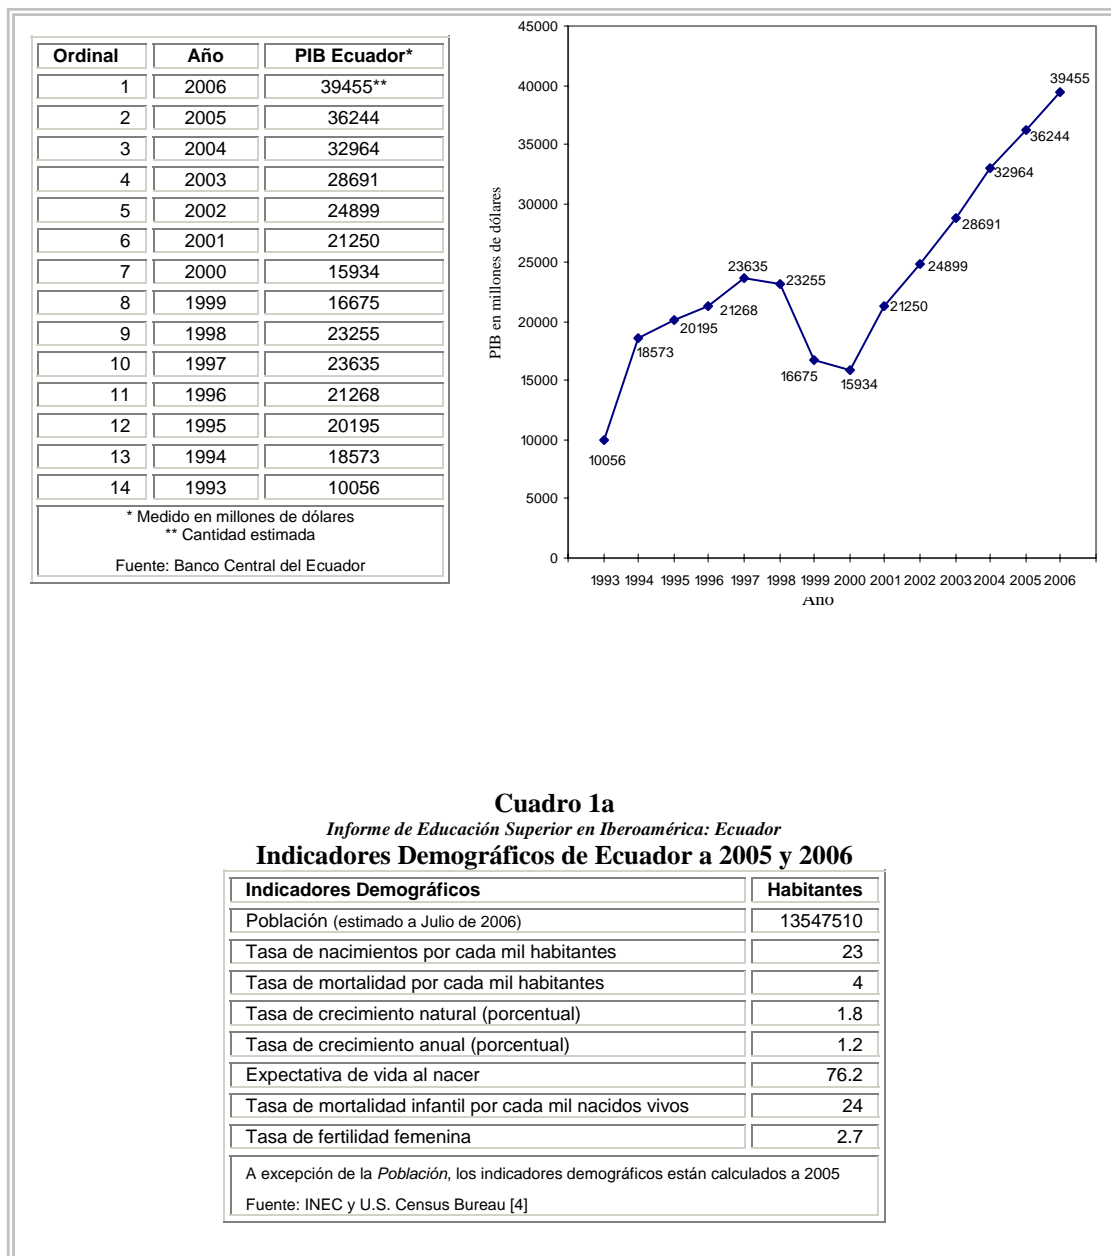 Ordinal Año PIB Ecuador*
1 2006 39455**
2 2005 36244
3 2004 32964
4 2003 28691
5 2002 24899
6 2001 21250
7 2000 15934
8 1999 16675
9 1998 23255
10 1997 23635
11 1996 21268
12 1995 20195
13 1994 18573
14 1993 10056
* Medido en millones de dólares
** Cantidad estimada
Fuente: Banco Central del Ecuador
PIB en millones de dólares
45000
40000
35000
30000
25000
20000
15000
10000
5000
0
10056
18573
20195
21268
23635
23255
16675
15934
21250
24899
28691
32964
36244
39455
1993 1994 1995 1996 1997 1998 1999 2000 2001 2002 2003 2004 2005 2006
Año
Cuadro 1a
Informe de Educación Superior en Iberoamérica: Ecuador
Indicadores Demográficos de Ecuador a 2005 y 2006
Indicadores Demográficos Habitantes
Población (estimado a Julio de 2006) 13547510
Tasa de nacimientos por cada mil habitantes 23
Tasa de mortalidad por cada mil habitantes 4
Tasa de crecimiento natural (porcentual) 1.8
Tasa de crecimiento anual (porcentual) 1.2
Expectativa de vida al nacer 76.2
Tasa de mortalidad infantil por cada mil nacidos vivos 24
Tasa de fertilidad femenina 2.7
A excepción de la Población, los indicadores demográficos están calculados a 2005
Fuente: INEC y U.S. Census Bureau [4]